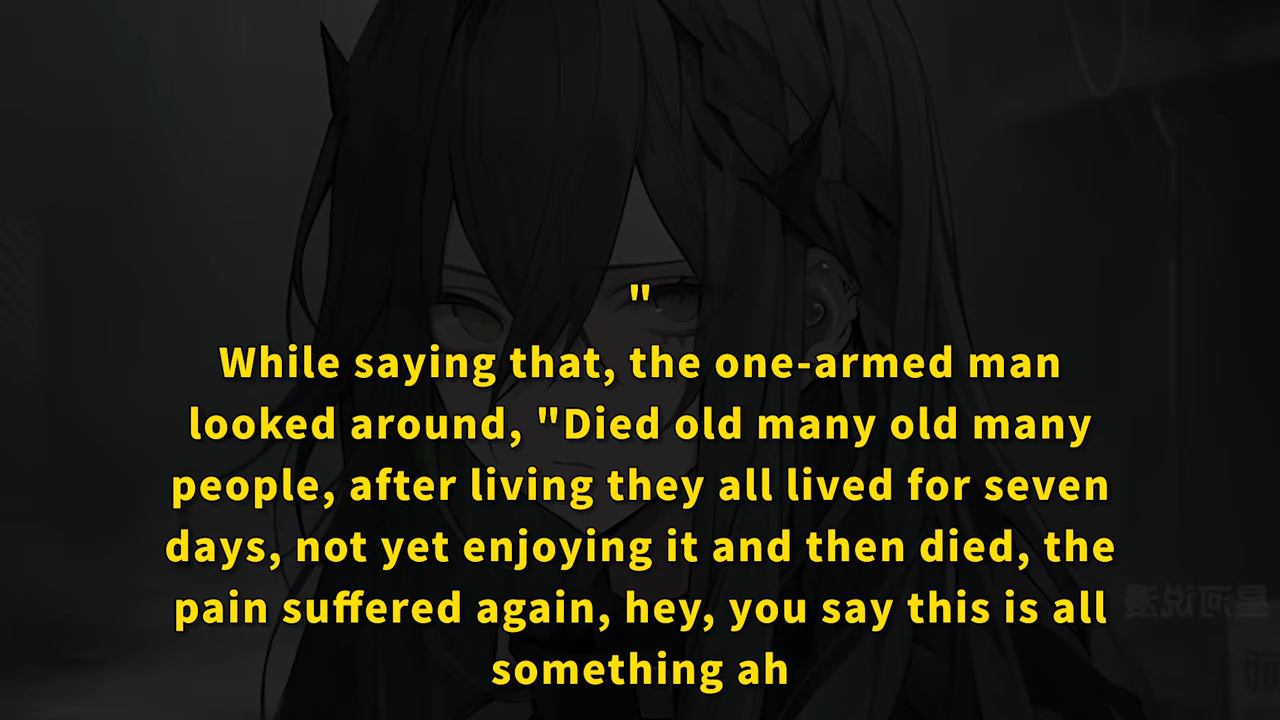 "
While saying that, the one-armed man
looked around, "Died old many old many
people, after living they all lived for seven
days, not yet enjoying it and then died, the
pain suffered again, hey, you say this is all
something ah